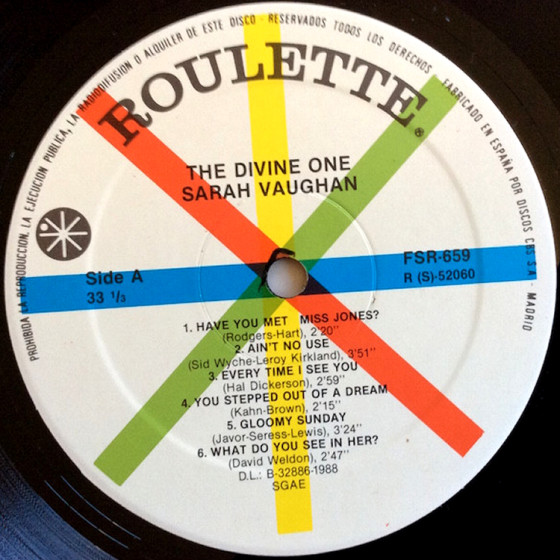 PROHIBIDA LA REPRODUCCION, LA EJECUCION PUBLICA, LA RADIODIFUSION O ALQUILER DE ESTE DISCO - RESERVADOS TODOS LOS DERECHOS
FABRICADO EN ESPAÑA POR DISCOS CBS S.A. - MADRID
ROULETTE®
THE DIVINE ONE
SARAH VAUGHAN
Side A
33 1/3
FSR-659
R (S)-52060
1. HAVE YOU MET MISS JONES?
(Rodgers-Hart), 2'20"
2. AIN'T NO USE
(Sid Wyche-Leroy Kirkland), 3'51"
3. EVERY TIME I SEE YOU
(Hal Dickerson), 2'59"
4. YOU STEPPED OUT OF A DREAM
(Kahn-Brown), 2'15"
5. GLOOMY SUNDAY
(Javor-Seress-Lewis), 3'24"
6. WHAT DO YOU SEE IN HER?
(David Weldon), 2'47"
D.L.: B-32886-1988
SGAE